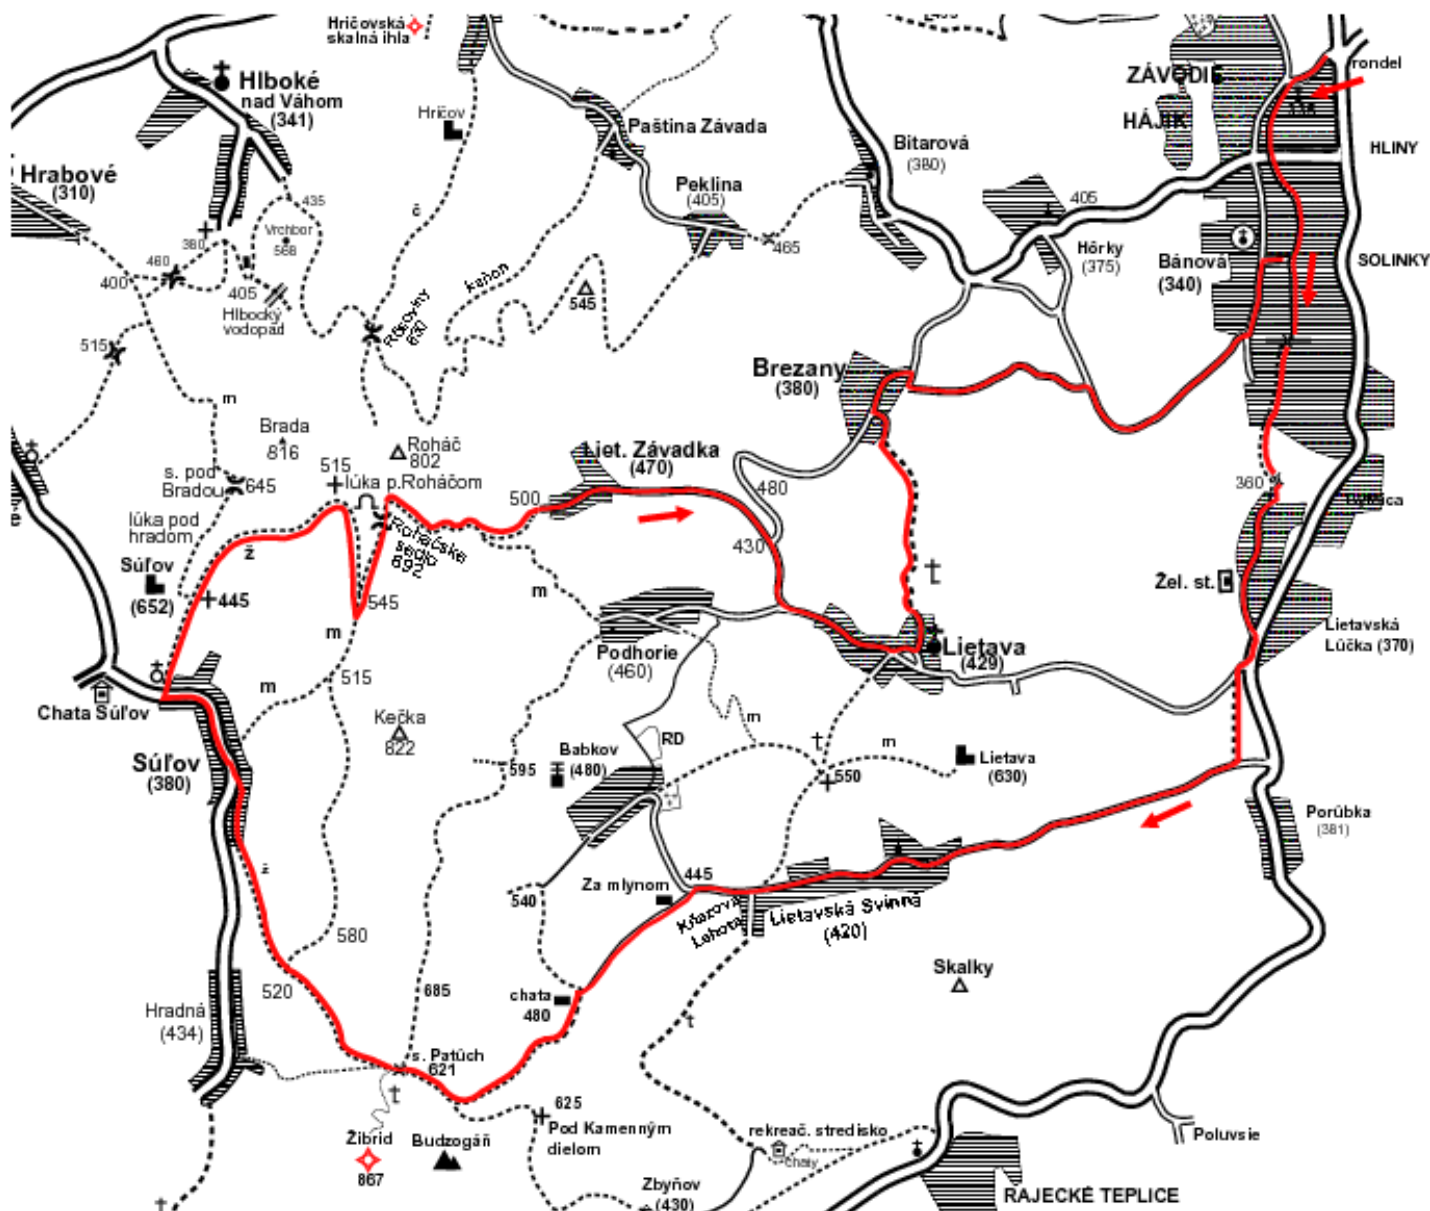 Hričovská
skalná ihla
rondel
ZÁVODIE
HÁJIK
Hlboké
nad Váhom
(341)
Hričov
Paština Závada
Bitarová
(380)
HLINY
Hrabové
(310)
Peklina
(405)
435
405
č
Vrchbor
568
380
465
Hôrky
(375)
Bánová
(340)
SOLINKY
460
400
405
kaňon
545
Hlbocký
vodopád
Rôčoviny
630
515
Brezany
(380)
m
Brada
816
Roháč
802
Liet. Závadka
(470)
515
lúka p.Roháčom
s. pod
Bradou
645
480
360
500
lúka pod
hradom
Roháčske
sedlo
692
430
ž
Súľov
(652)
445
545
m
t
Žel. st.
m
Lietavská
Lúčka (370)
Podhorie
(460)
Lietava
(429)
515
m
Chata Súľov
Kečka
822
m
RD
t
m
Súľov
(380)
595
Babkov
(480)
550
Lietava
(630)
Porúbka
(381)
ž
Za mlynom
445
540
Kňazová
Lehota
Lietavská Svinná
(420)
580
Skalky
520
685
chata
480
Hradná
(434)
t
s. Patúch
621
t
625
Pod Kamenným
dielom
Žibrid
867
Budzogáň
rekreač. stredisko
chaty
Poluvsie
Zbyňov
(430)
RAJECKÉ TEPLICE
t